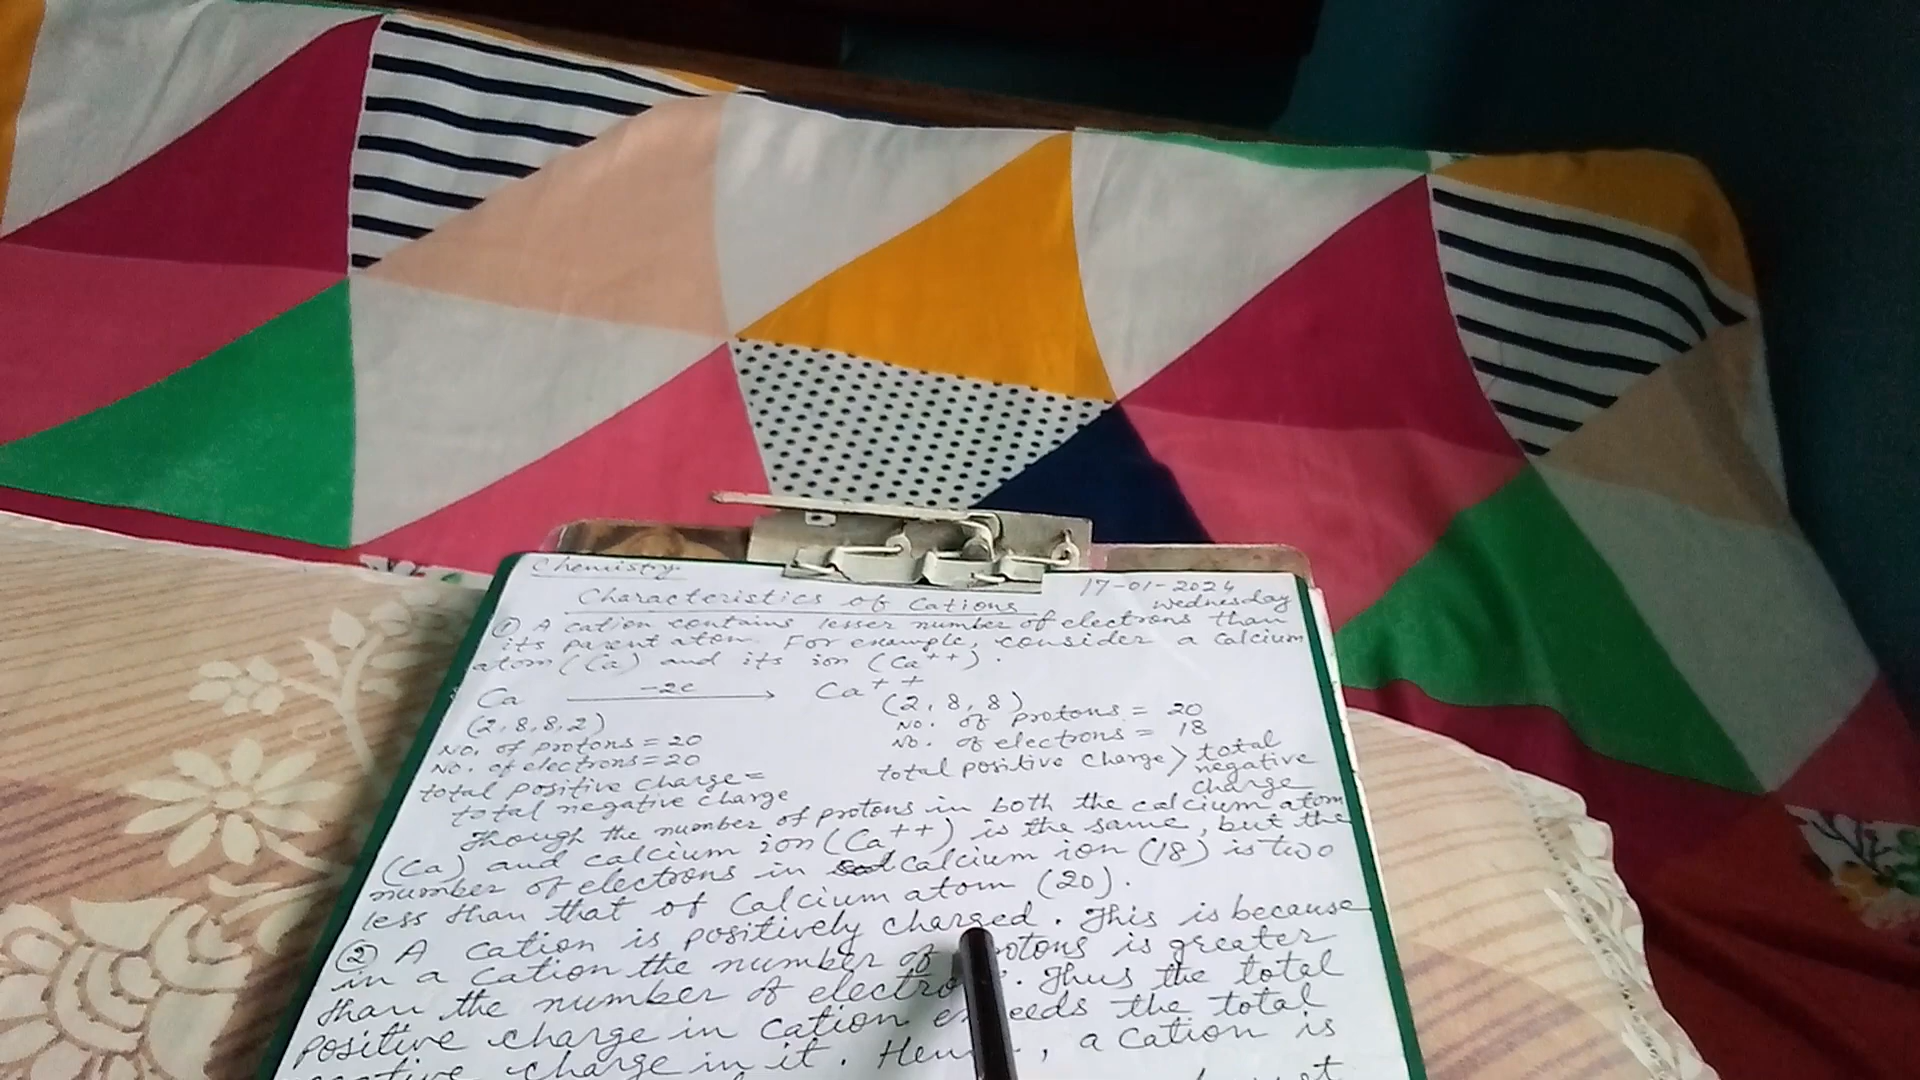 Chemistry.
17-01-2024
Wednesday
Characteristics of Cations
① A cation contains lesser number of electrons than
its parent atom. For example, consider a Calcium
atom (Ca) and its ion (Ca⁺⁺).
Ca −2e → Ca⁺⁺
(2,8,8,2)
No. of protons = 20
No. of electrons = 20
total positive charge =
total negative charge
(2,8,8)
No. of protons = 20
No. of electrons = 18
total positive charge > total
negative
charge
Though the number of protons in both the calcium atom
(Ca) and calcium ion (Ca⁺⁺) is the same, but the
number of electrons in calcium ion (18) is two
less than that of Calcium atom (20).
② A cation is positively charged. This is because
in a cation the number of is greater
than the number of Thus the total
positive charge in cation the total
charge in it. , a cation is